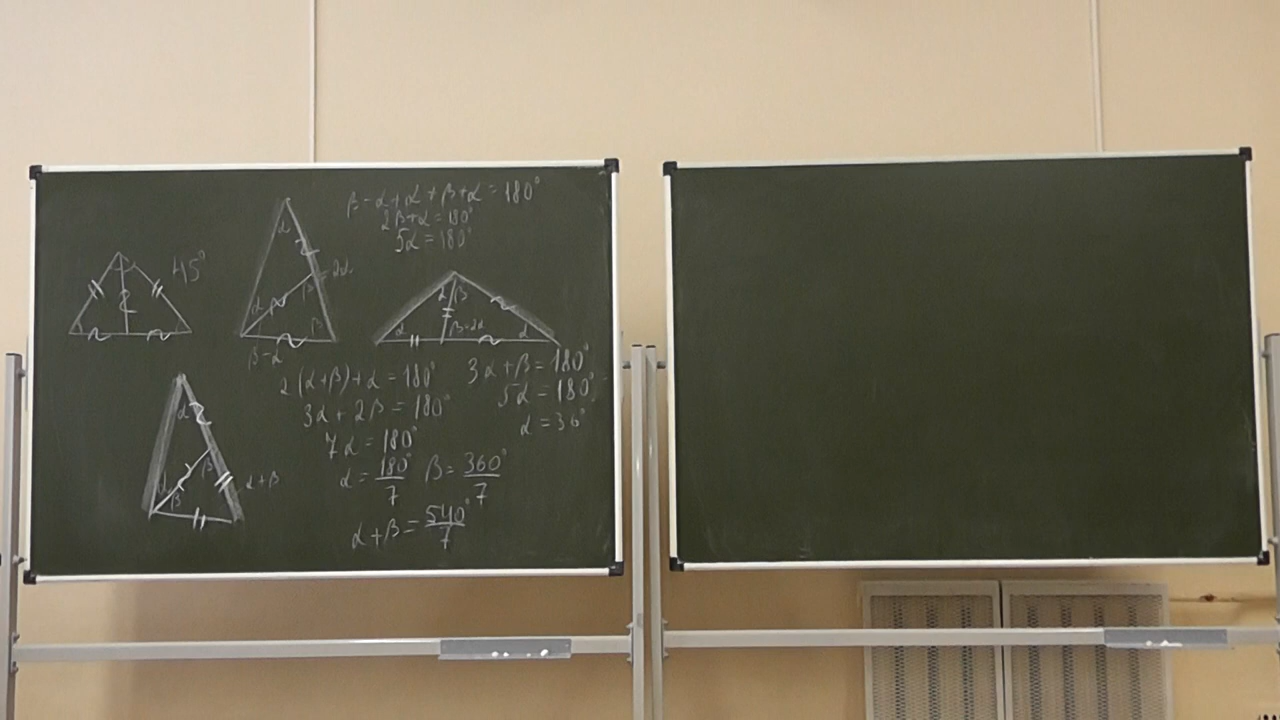 β-α+α+β+α=180°
2β+α=180°
5α=180°
45°
α
=2α
α
β
β
β-α
α
β
α
β=2α
α
2(α+β)+α=180°
3α+2β=180°
7α=180°
α=180°/7 β=360°/7
α+β=540°/7
3α+β=180°
5α=180°
α=36°
α
β
α
β
α+β